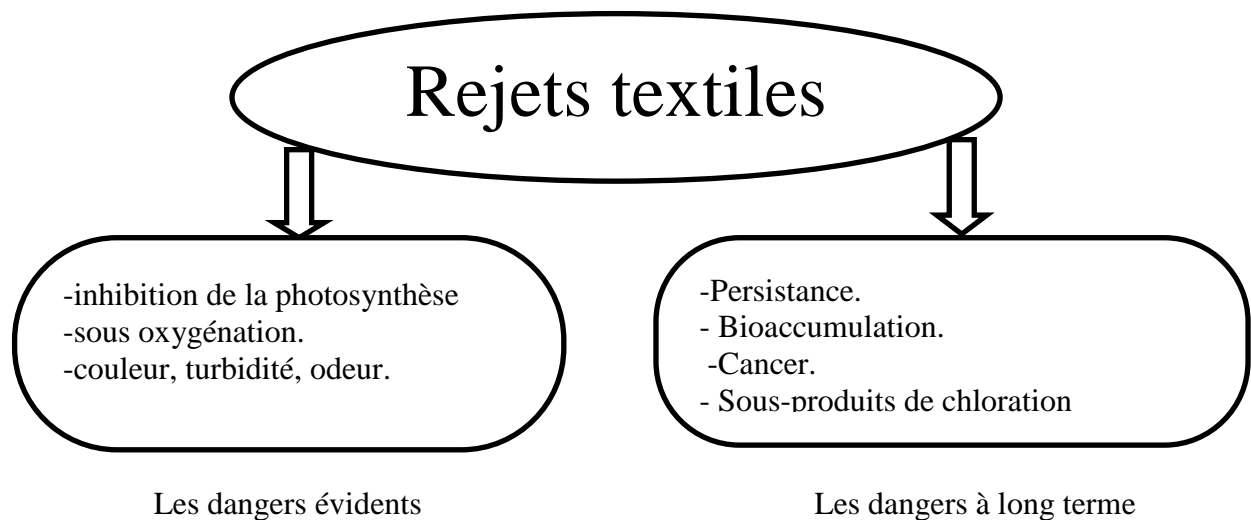 Rejets textiles
-inhibition de la photosynthèse
-sous oxygénation.
-couleur, turbidité, odeur.
-Persistance.
- Bioaccumulation.
-Cancer.
- Sous-produits de chloration
Les dangers évidents
Les dangers à long terme